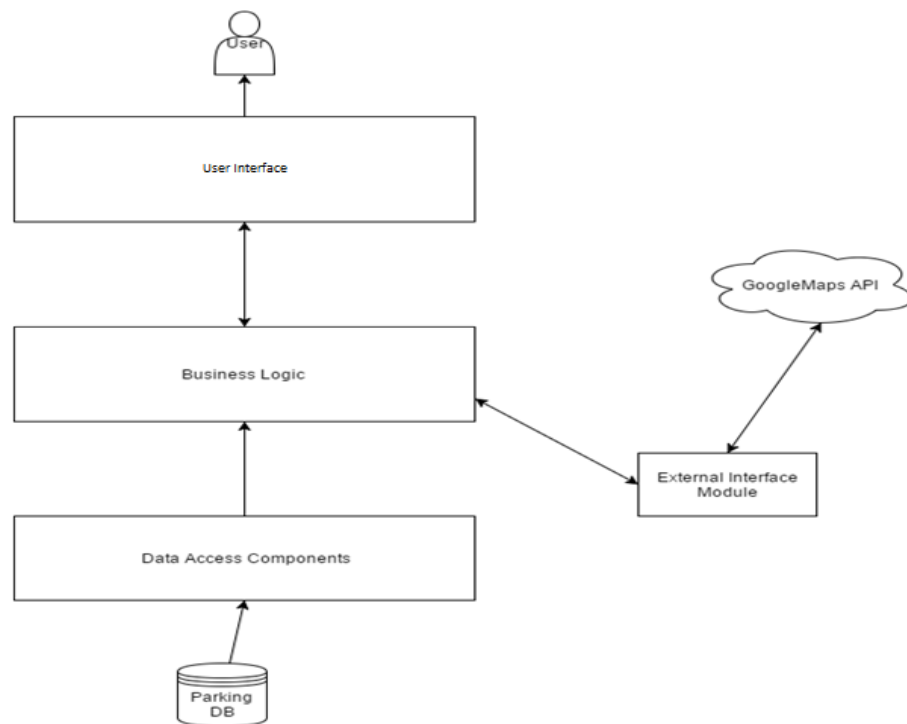 User
User Interface
GoogleMaps API
Business Logic
External Interface
Module
Data Access Components
Parking
DB